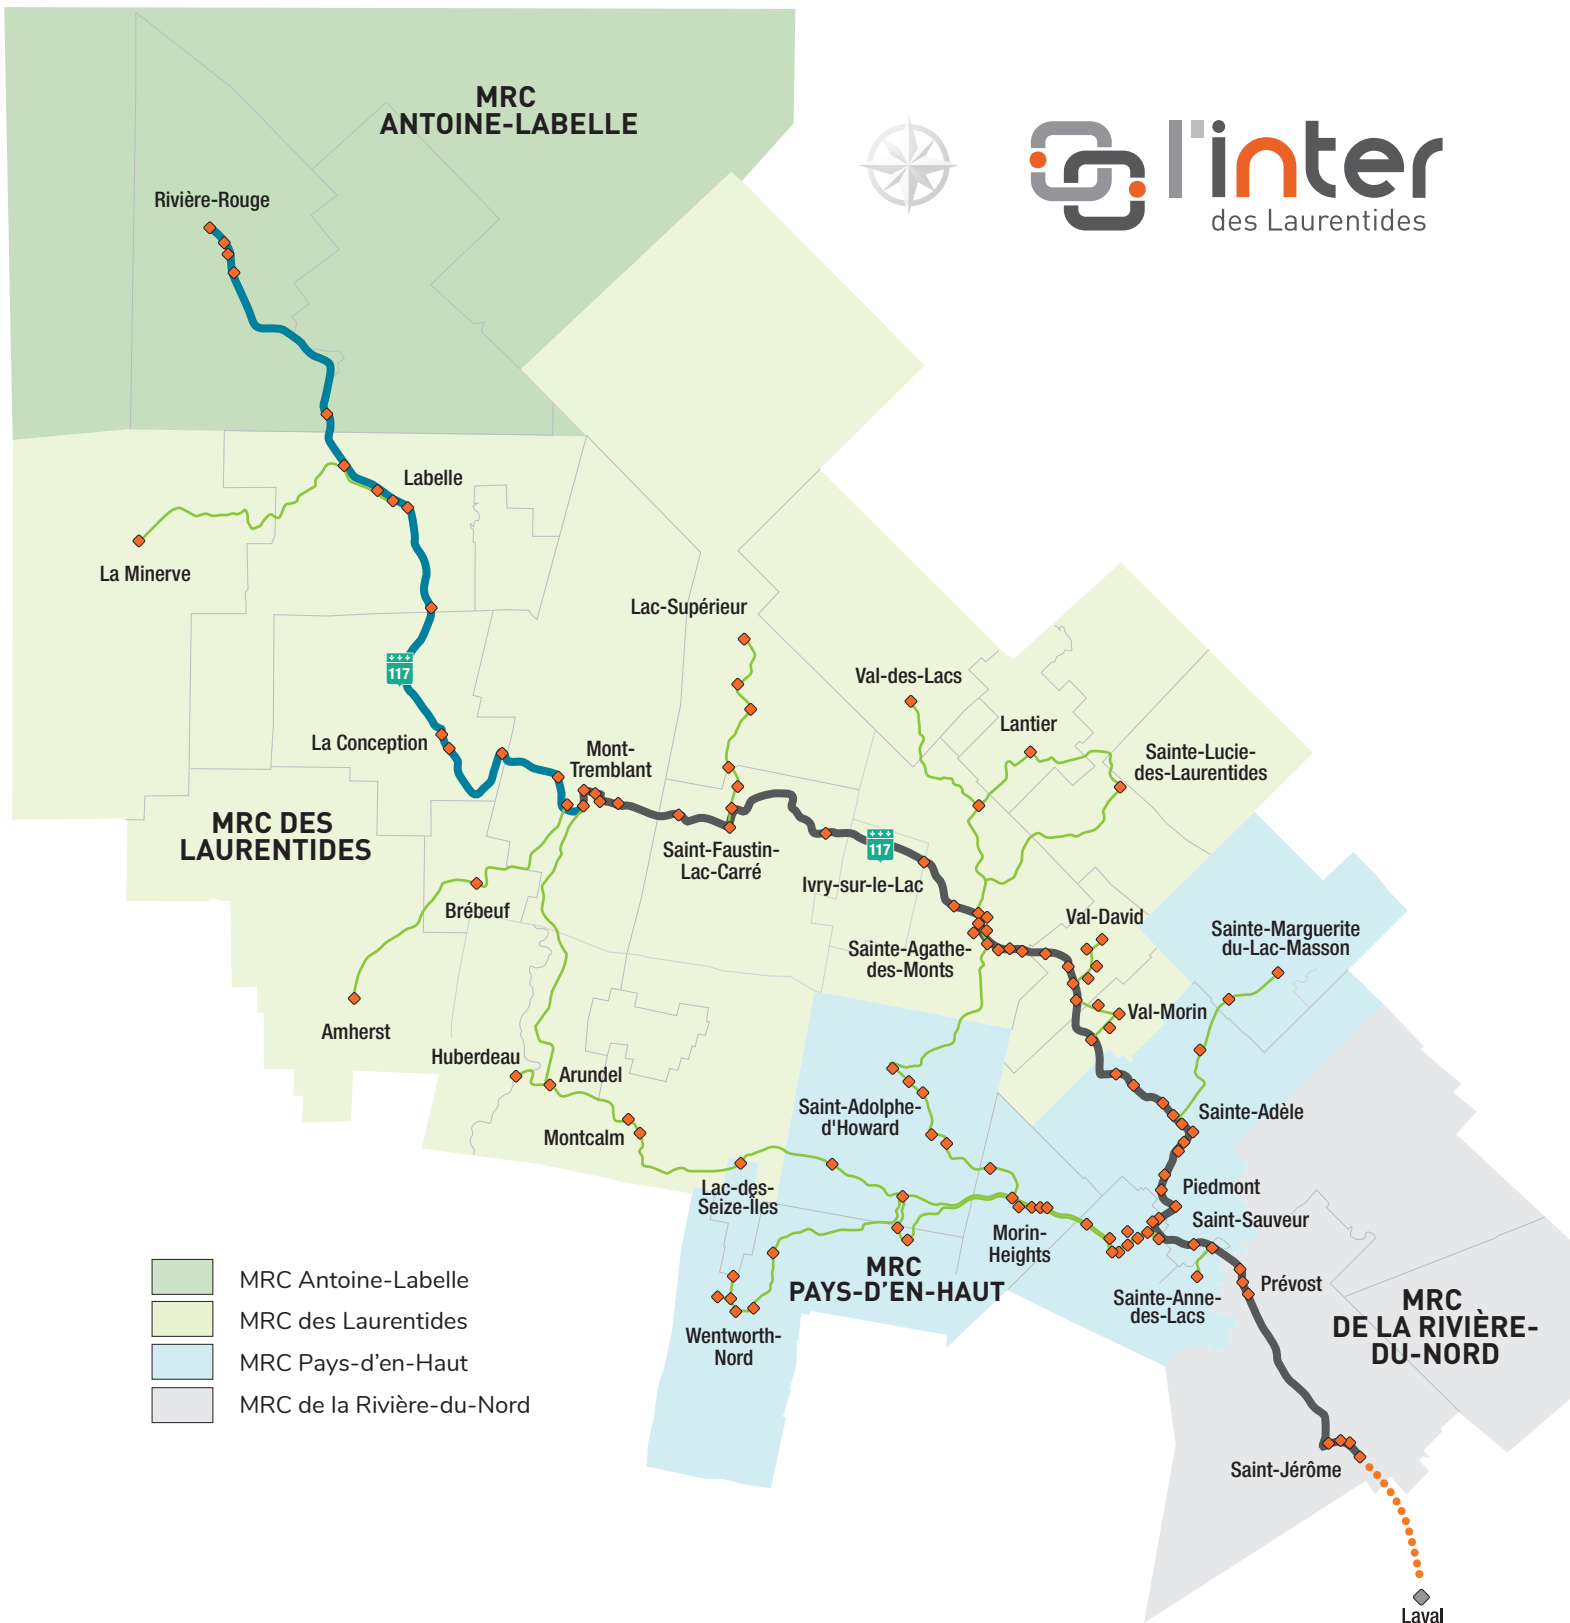 MRC
ANTOINE-LABELLE
l'inter
des Laurentides
Rivière-Rouge
Labelle
La Minerve
Lac-Supérieur
117
Val-des-Lacs
Lantier
La Conception
Mont-
Tremblant
Sainte-Lucie-
des-Laurentides
MRC DES
LAURENTIDES
Saint-Faustin-
Lac-Carré
117
Ivry-sur-le-Lac
Brébeuf
Val-David
Sainte-Agathe-
des-Monts
Sainte-Marguerite
du-Lac-Masson
Amherst
Val-Morin
Huberdeau
Arundel
Saint-Adolphe-
d'Howard
Sainte-Adèle
Montcalm
Lac-des-
Seize-Îles
Piedmont
Saint-Sauveur
Morin-
Heights
MRC
PAYS-D'EN-HAUT
Prévost
Sainte-Anne-
des-Lacs
MRC
DE LA RIVIÈRE-
DU-NORD
Wentworth-
Nord
MRC Antoine-Labelle
MRC des Laurentides
MRC Pays-d'en-Haut
MRC de la Rivière-du-Nord
Saint-Jérôme
Laval